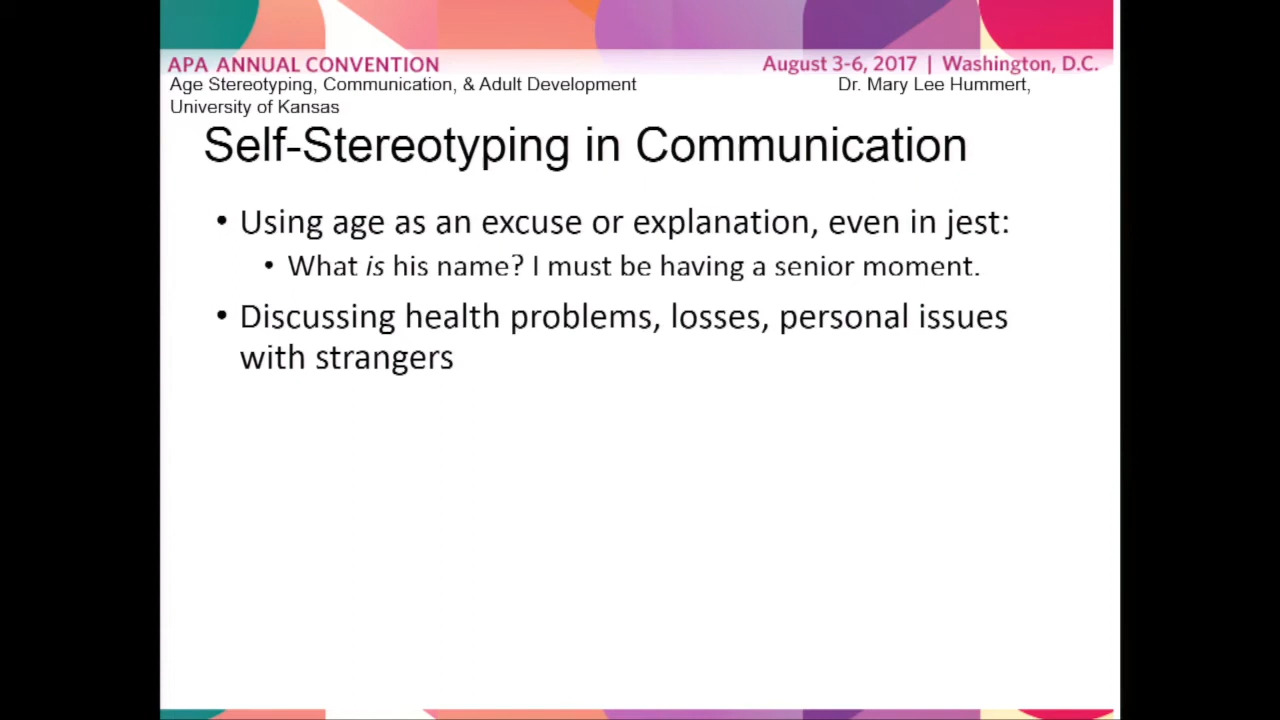 APA ANNUAL CONVENTION August 3-6, 2017 | Washington, D.C.
Age Stereotyping, Communication, & Adult Development Dr. Mary Lee Hummert,
University of Kansas
Self-Stereotyping in Communication
• Using age as an excuse or explanation, even in jest:
• What is his name? I must be having a senior moment.
• Discussing health problems, losses, personal issues
with strangers